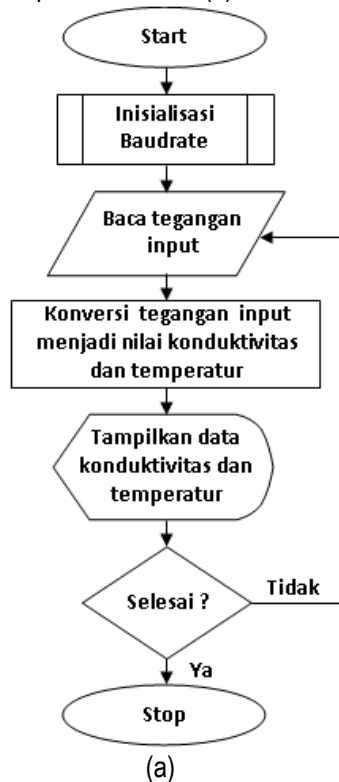 Start
Inisialisasi
Baudrate
Baca tegangan
input
Konversi tegangan input
menjadi nilai konduktivitas
dan temperatur
Tampilkan data
konduktivitas dan
temperatur
Selesai ?
Tidak
Ya
Stop
(a)